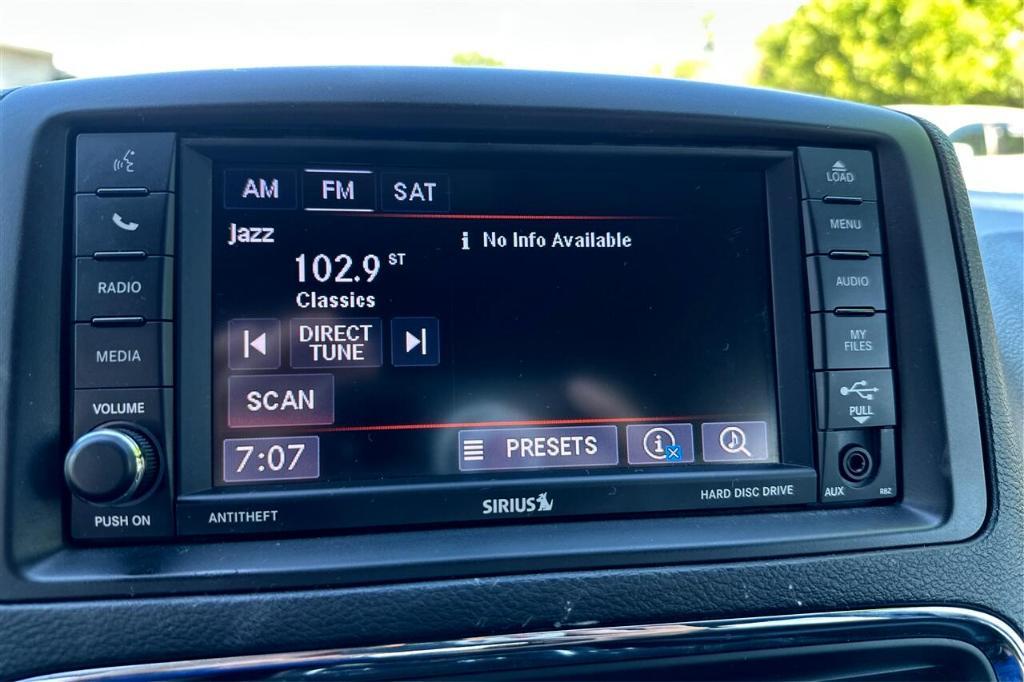 AM FM SAT
Jazz
i No Info Available
102.9 ST
Classics
DIRECT
TUNE
SCAN
7:07
PRESETS
RADIO
MEDIA
VOLUME
PUSH ON
ANTITHEFT
SIRIUS
HARD DISC DRIVE
LOAD
MENU
AUDIO
MY
FILES
PULL
AUX
RBZ